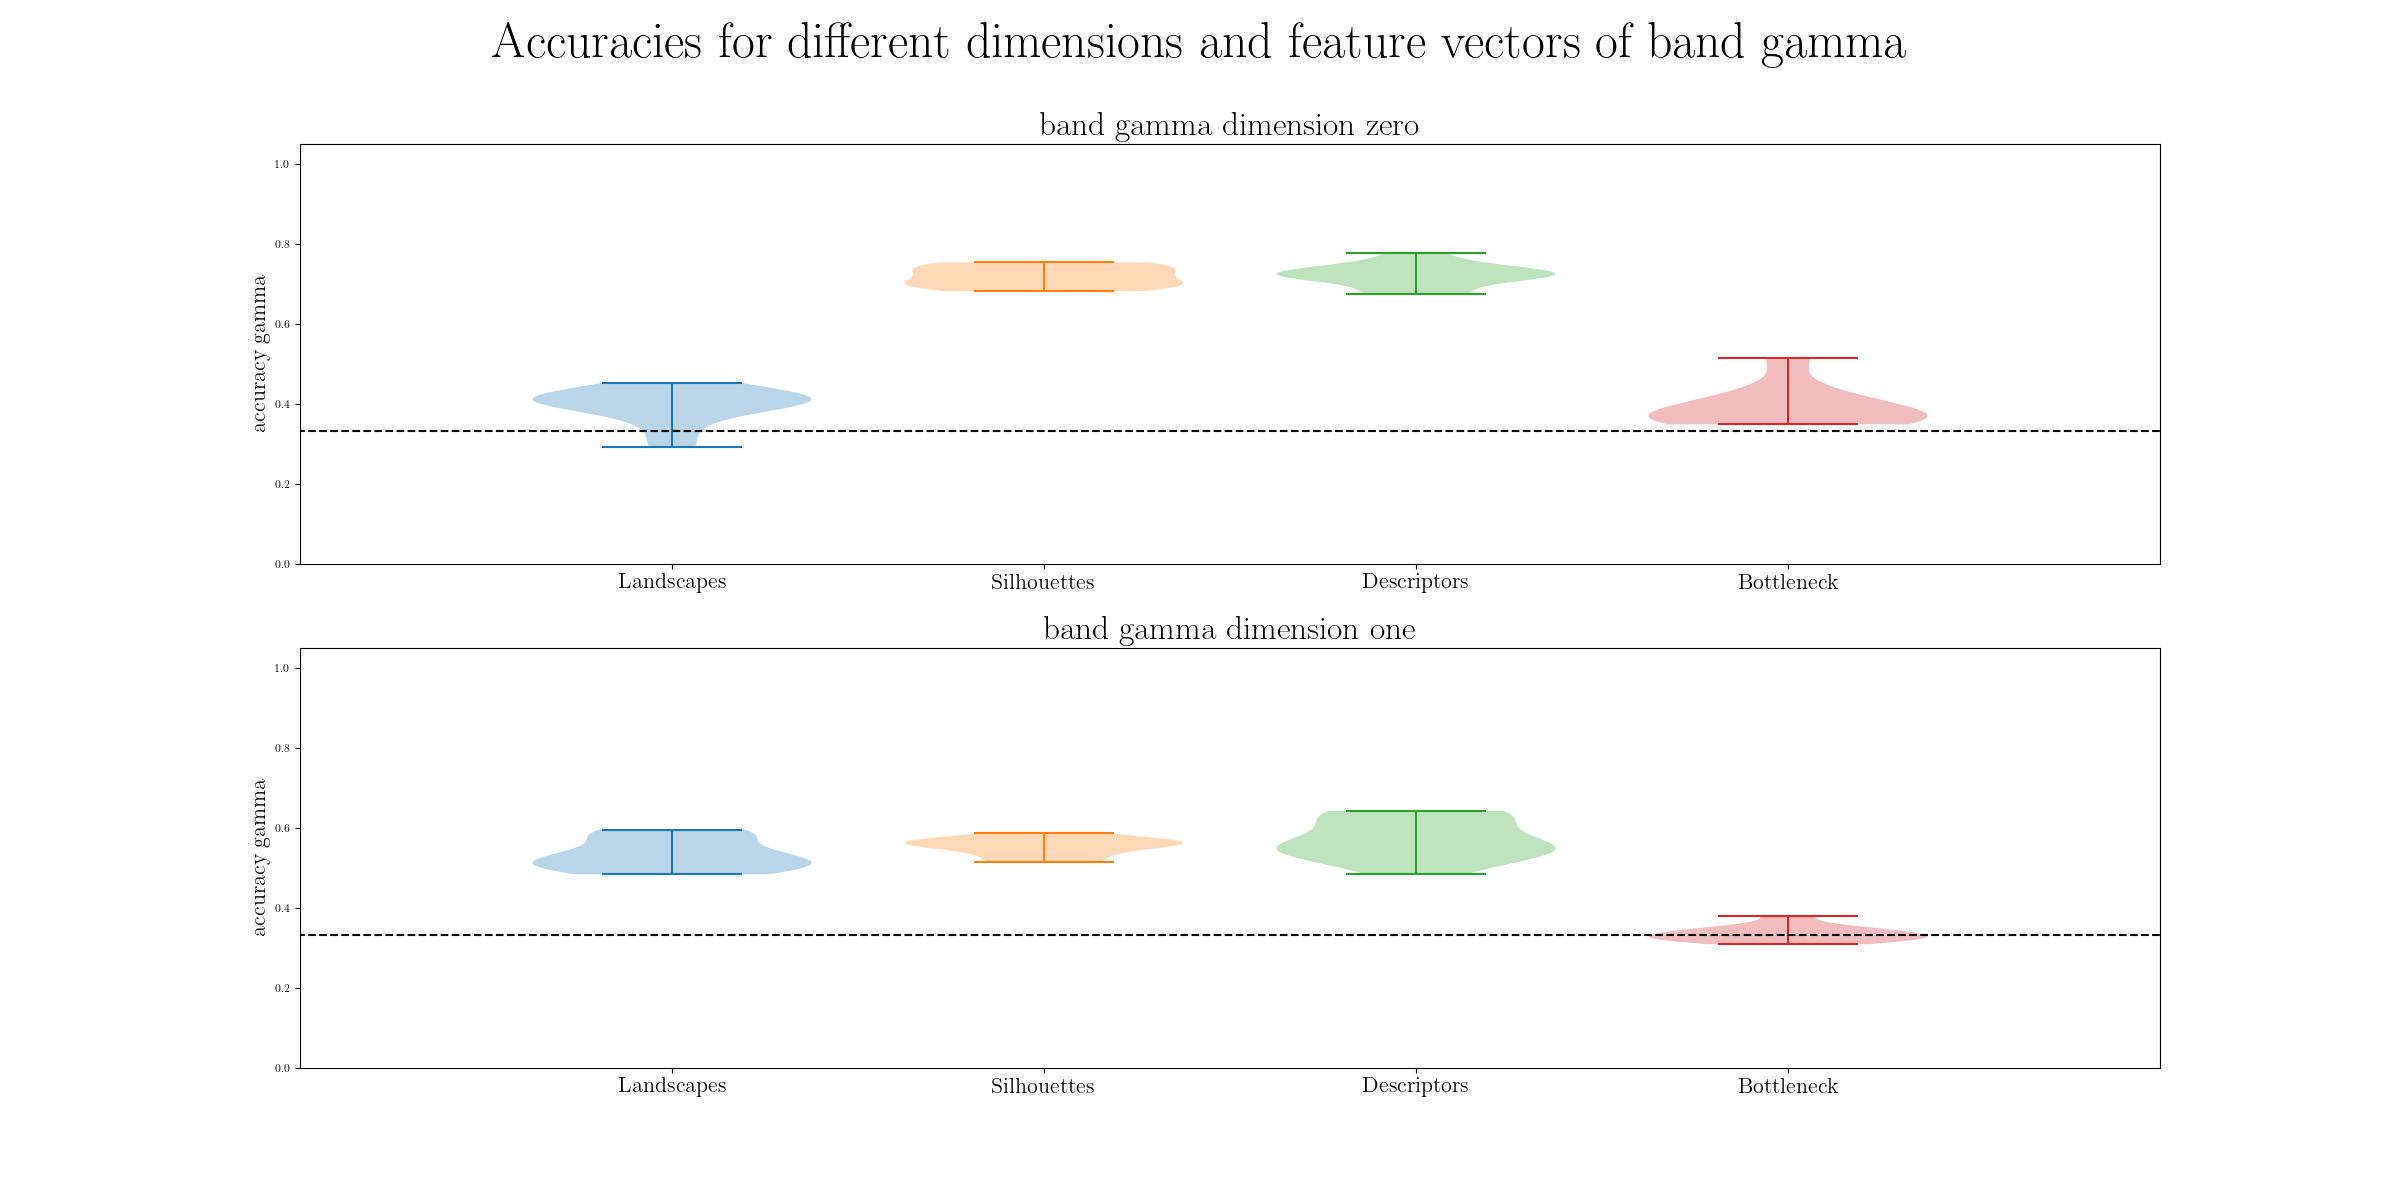 Accuracies for different dimensions and feature vectors of band gamma
band gamma dimension zero
accuracy gamma
1.0
0.8
0.6
0.4
0.2
0.0
Landscapes Silhouettes Descriptors Bottleneck
band gamma dimension one
accuracy gamma
1.0
0.8
0.6
0.4
0.2
0.0
Landscapes Silhouettes Descriptors Bottleneck